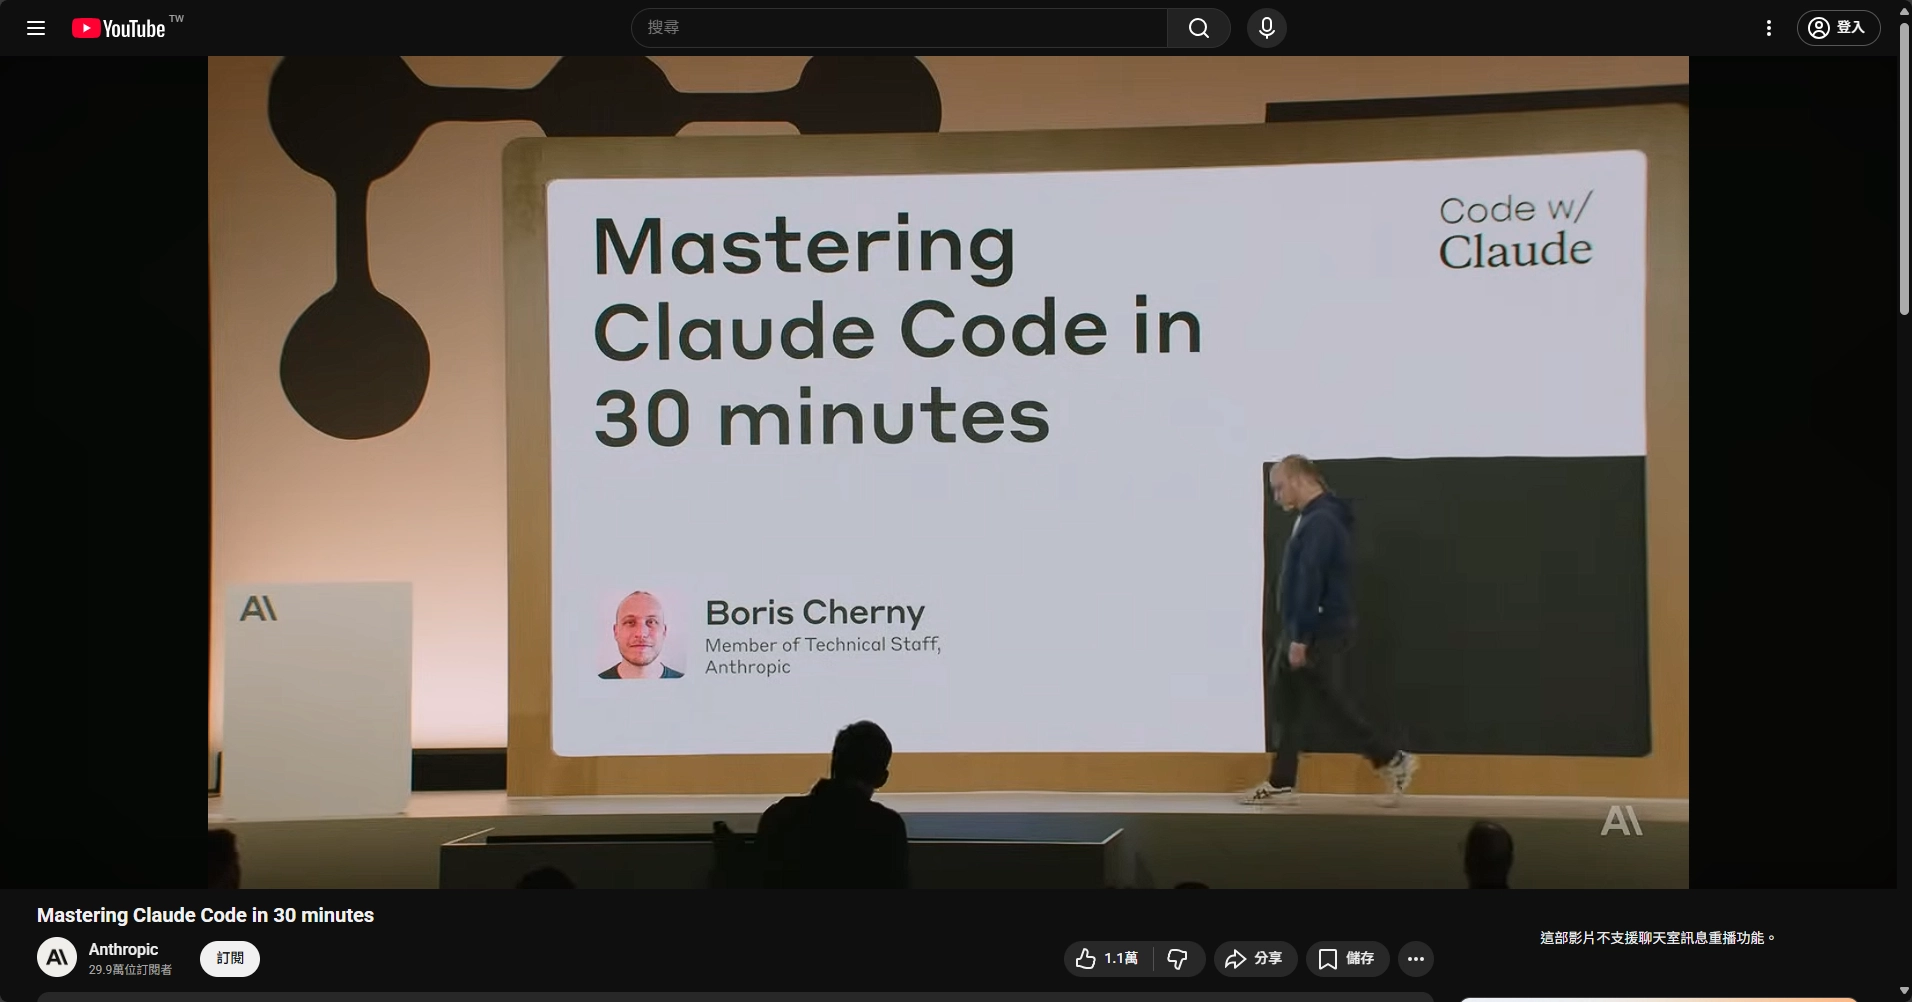 YouTube TW
搜尋
登入
Mastering
Claude Code in
30 minutes
Code w/
Claude
Boris Cherny
Member of Technical Staff,
Anthropic
A\
A\
Mastering Claude Code in 30 minutes
A\
Anthropic
29.9萬位訂閱者
訂閱
1.1萬
分享
儲存
這部影片不支援聊天室訊息重播功能。